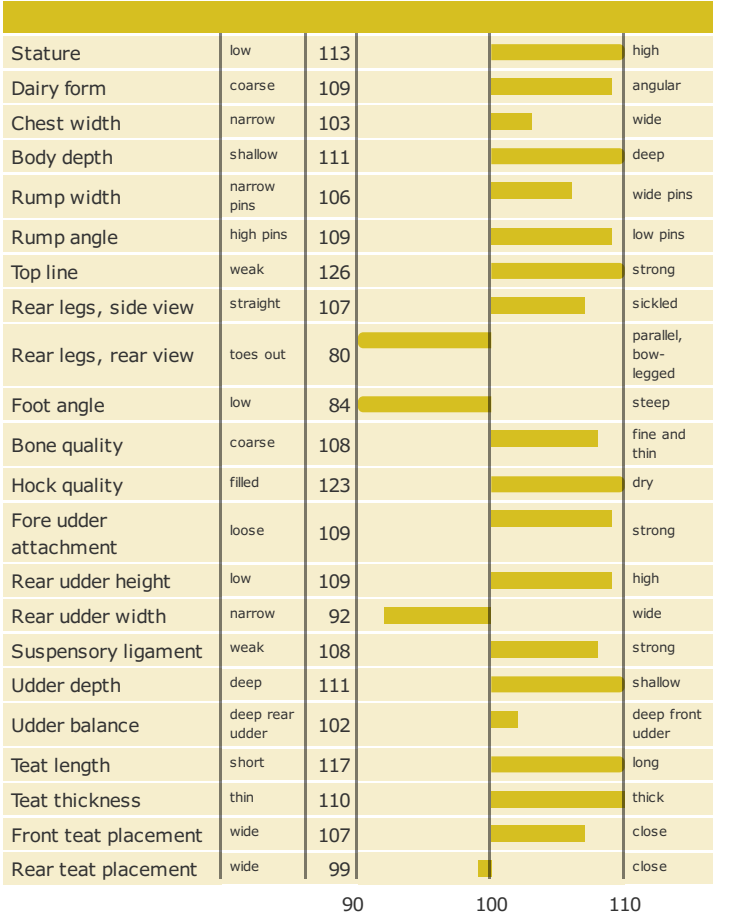 Stature low 113 high
Dairy form coarse 109 angular
Chest width narrow 103 wide
Body depth shallow 111 deep
Rump width narrow pins 106 wide pins
Rump angle high pins 109 low pins
Top line weak 126 strong
Rear legs, side view straight 107 sickled
Rear legs, rear view toes out 80 parallel, bow-legged
Foot angle low 84 steep
Bone quality coarse 108 fine and thin
Hock quality filled 123 dry
Fore udder attachment loose 109 strong
Rear udder height low 109 high
Rear udder width narrow 92 wide
Suspensory ligament weak 108 strong
Udder depth deep 111 shallow
Udder balance deep rear udder 102 deep front udder
Teat length short 117 long
Teat thickness thin 110 thick
Front teat placement wide 107 close
Rear teat placement wide 99 close
90 100 110